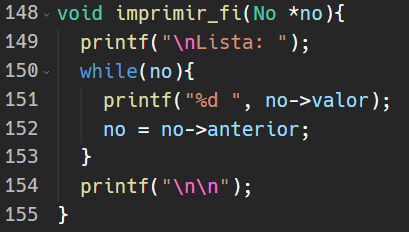 148 void imprimir_fi(No *no){
149 printf("\nLista: ");
150 while(no){
151 printf("%d ", no->valor);
152 no = no->anterior;
153 }
154 printf("\n\n");
155 }